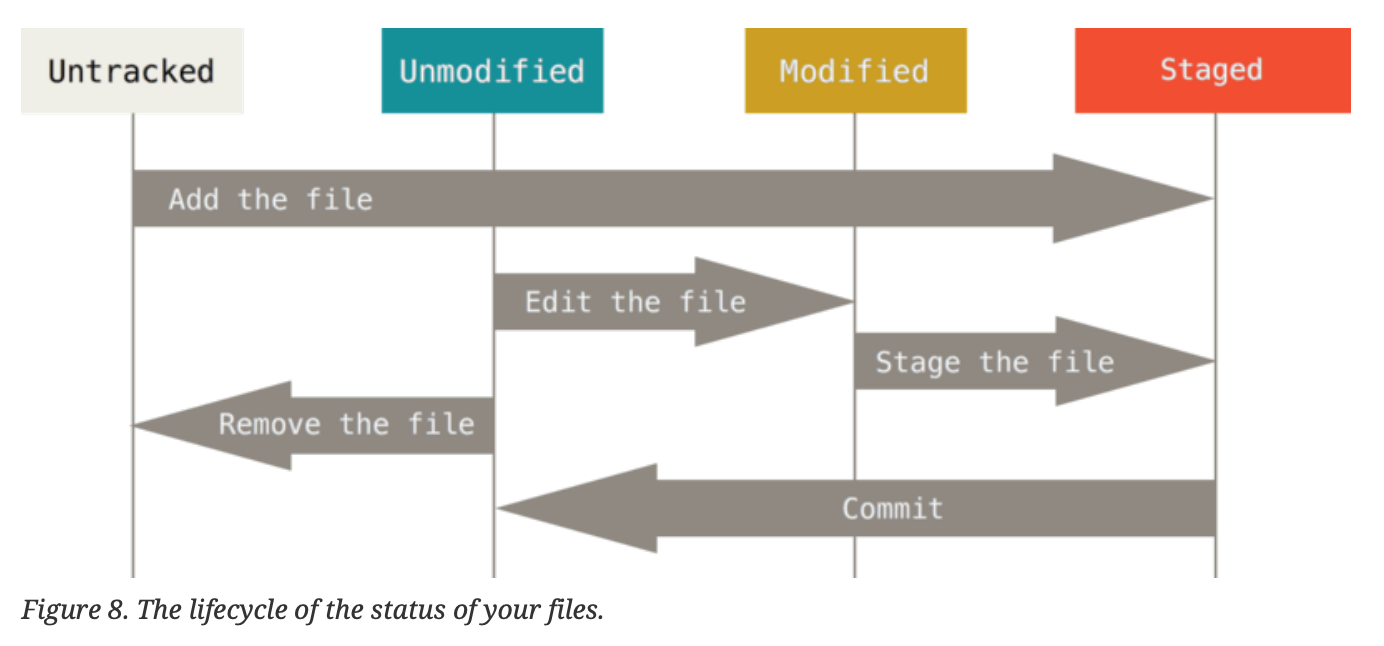 Untracked
Unmodified
Modified
Staged
Add the file
Edit the file
Stage the file
Remove the file
Commit
Figure 8. The lifecycle of the status of your files.